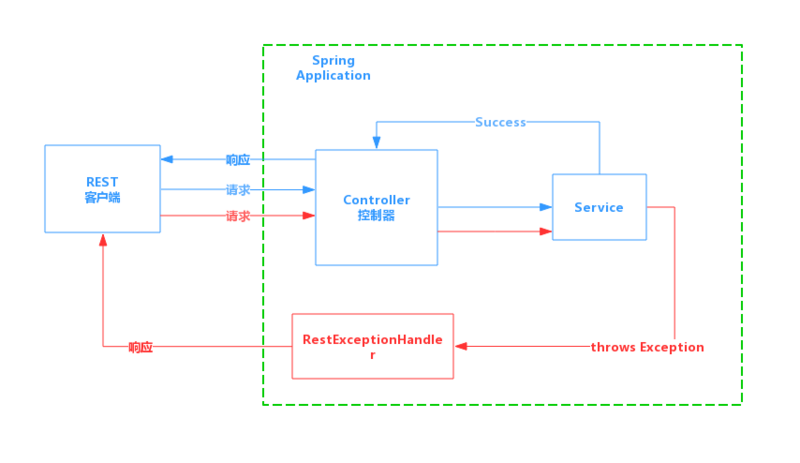 Spring
Application
Success
响应
REST
客户端
请求
Controller
控制器
Service
请求
RestExceptionHandle
r
响应
throws Exception